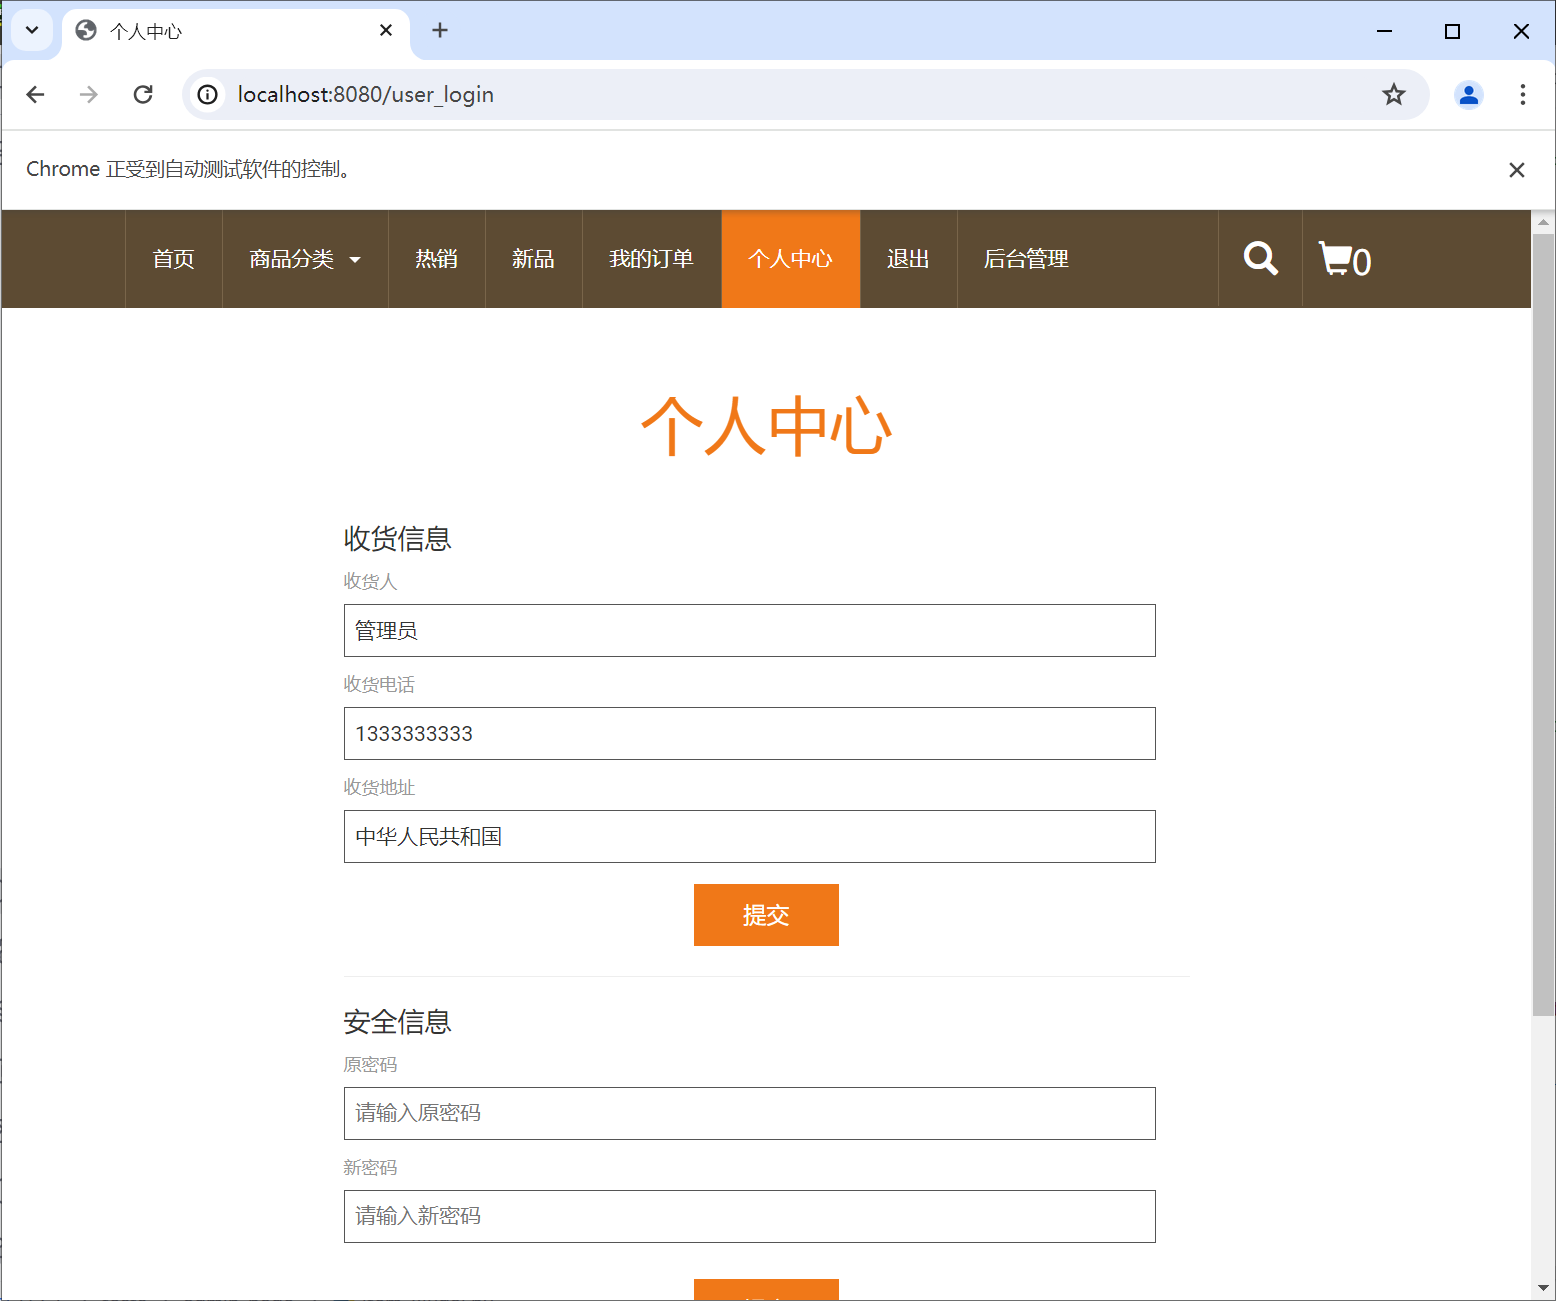 个人中心
localhost:8080/user_login
Chrome 正受到自动测试软件的控制。
首页 商品分类 热销 新品 我的订单 个人中心 退出 后台管理 0
个人中心
收货信息
收货人
管理员
收货电话
1333333333
收货地址
中华人民共和国
提交
安全信息
原密码
请输入原密码
新密码
请输入新密码